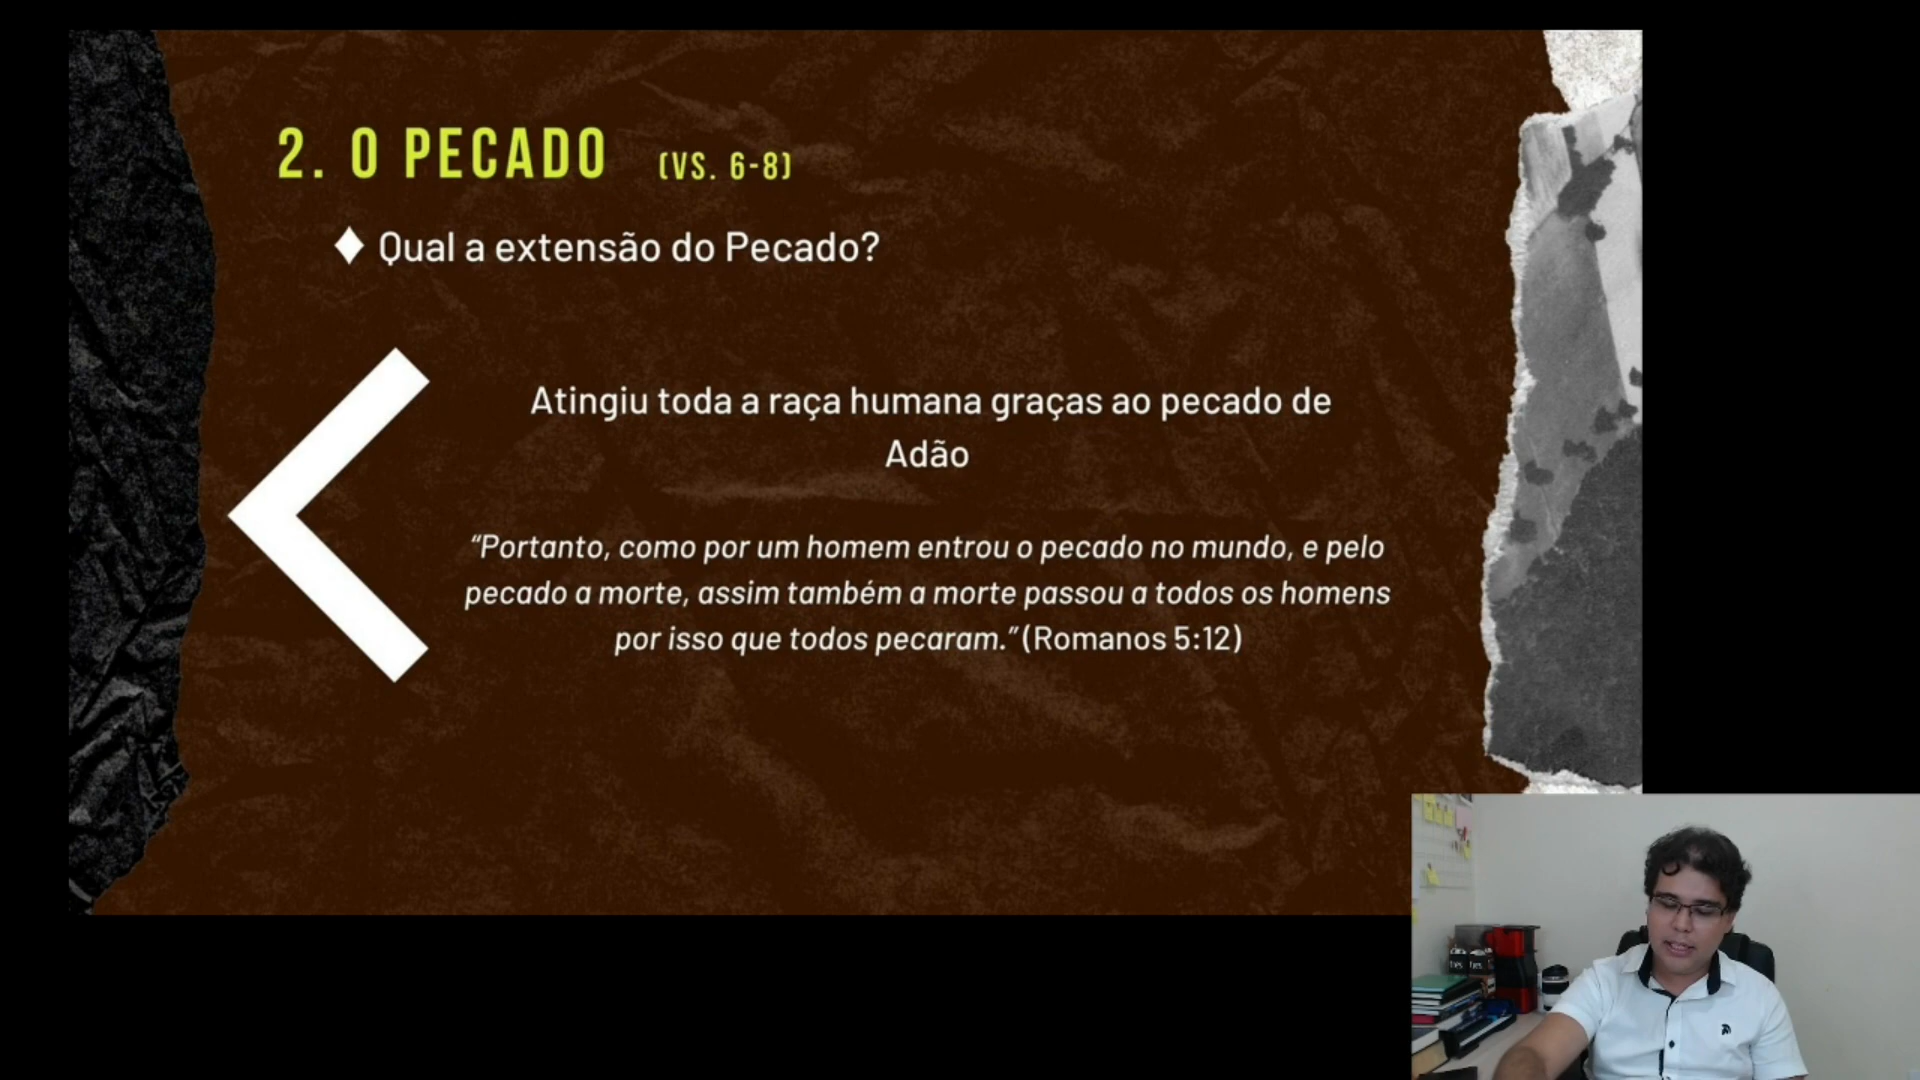 2. O PECADO (VS. 6-8)
Qual a extensão do Pecado?
Atingiu toda a raça humana graças ao pecado de
Adão
“Portanto, como por um homem entrou o pecado no mundo, e pelo
pecado a morte, assim também a morte passou a todos os homens
por isso que todos pecaram.” (Romanos 5:12)